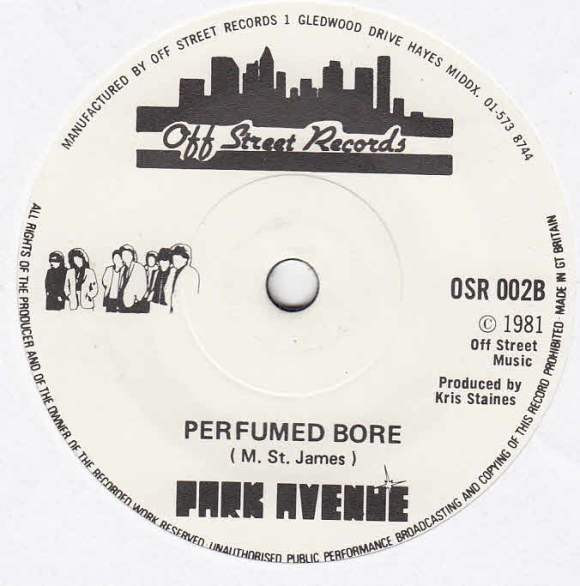 MANUFACTURED BY OFF STREET RECORDS 1 GLEDWOOD DRIVE HAYES MIDDX. 01-573 8744
Off Street Records
OSR 002B
© 1981
Off Street
Music
Produced by
Kris Staines
PERFUMED BORE
( M. St. James )
PARK AVENUE
ALL RIGHTS OF THE PRODUCER AND OF THE OWNER OF THE RECORDED WORK RESERVED. UNAUTHORISED PUBLIC PERFORMANCE BROADCASTING AND COPYING OF THIS RECORD PROHIBITED MADE IN GT BRITAIN